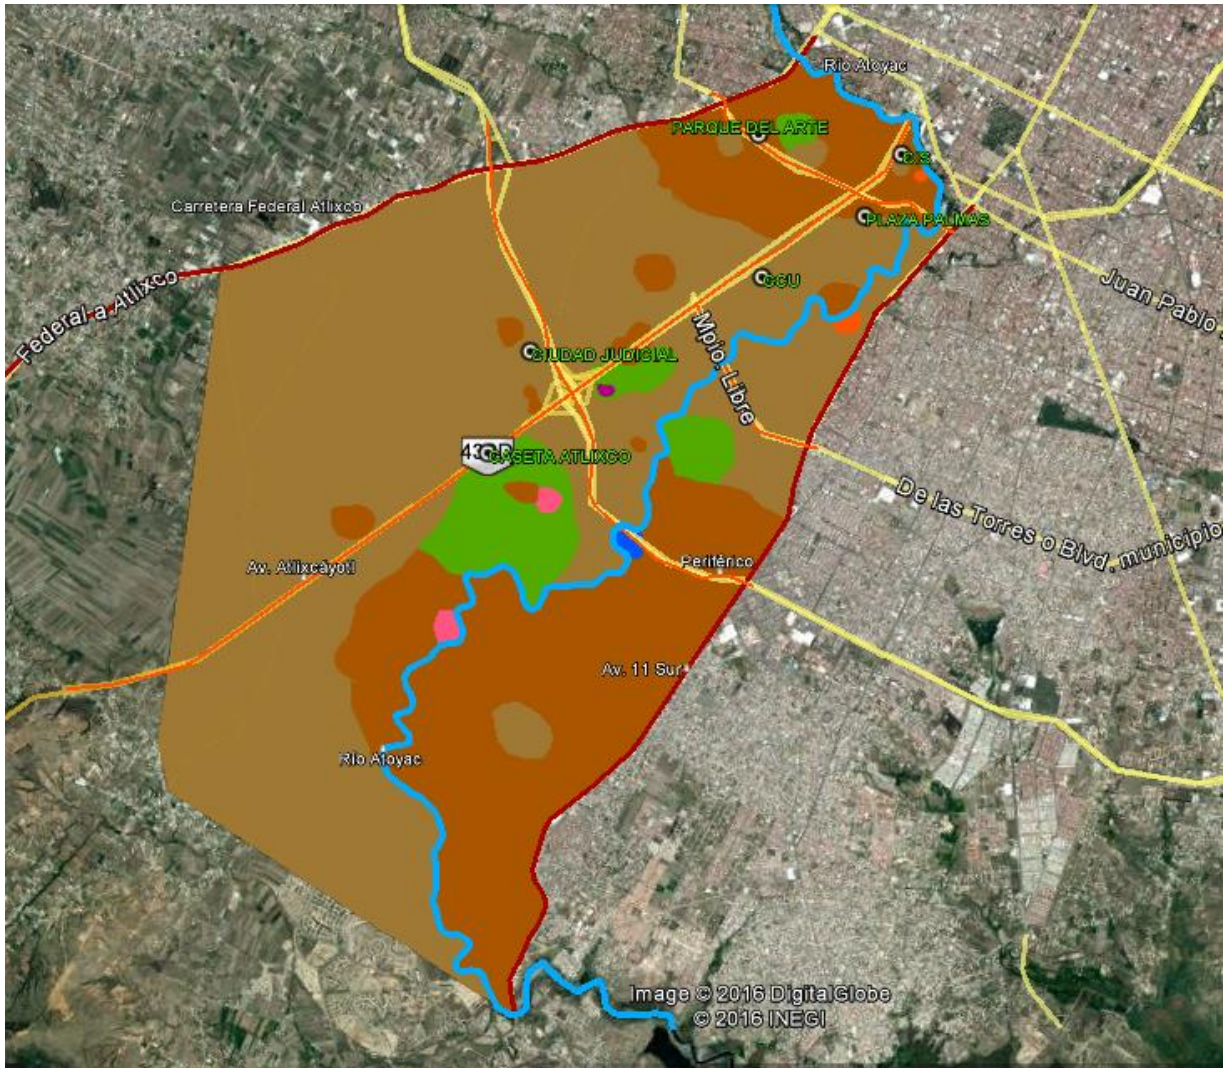 Río Atoyac
PARQUE DEL ARTE
CIS
Carretera Federal Atlixco
PLAZA PALMAS
Federal a Atlixco
CCU
Juan Pablo
Mpio. Libre
CIUDAD JUDICIAL
CASETA ATLIXCO
De las Torres o Blvd. municipio
Av. Atlixcáyotl
Periférico
Av. 11 Sur
Río Atoyac
Image © 2016 DigitalGlobe
© 2016 INEGI